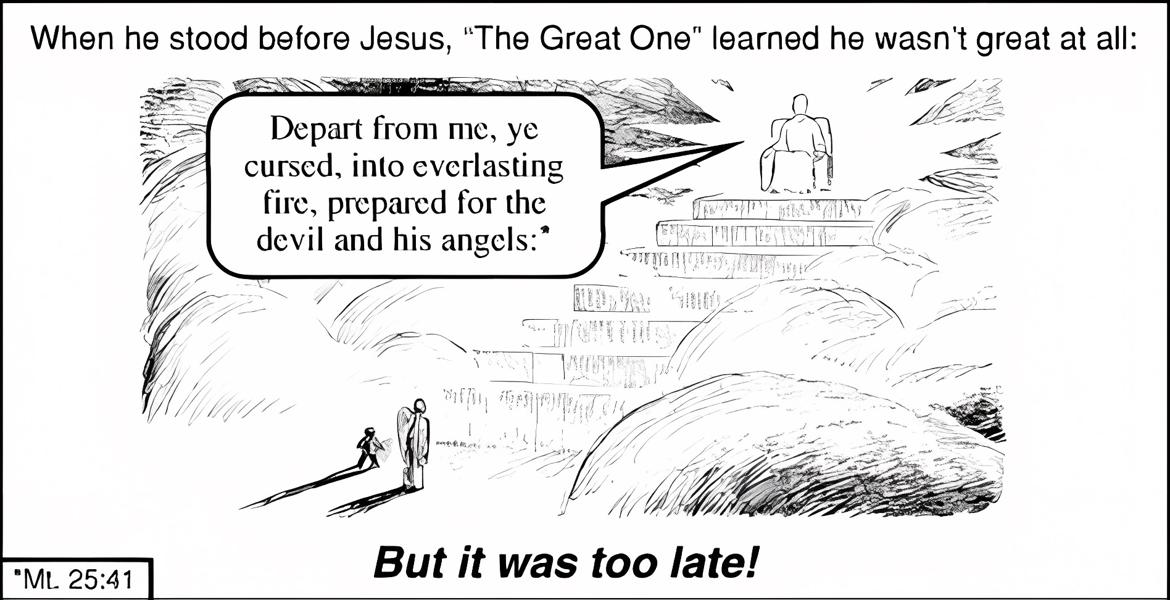 When he stood before Jesus, "The Great One" learned he wasn't great at all:
Depart from me, ye
cursed, into everlasting
fire, prepared for the
devil and his angels:*
But it was too late!
*Mt. 25:41